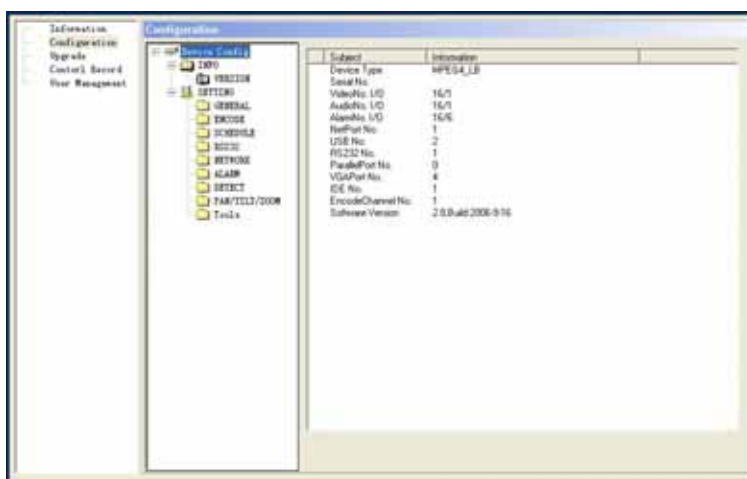 Information
Configuration
Upgrade
Control Record
User Management
Configuration
Device Config
INFO
VERSION
SETTING
GENERAL
ENCODE
SCHEDULE
RS232
NETWORK
ALARM
DETECT
PAN/TILT/ZOOM
Tools
Subject Information
Device Type MPEG4_LB
Serial No.
VideoNo. I/O 16/1
AudioNo. I/O 16/1
AlarmNo. I/O 16/6
NetPort No. 1
USB No. 2
RS232 No. 1
ParallelPort No. 0
VGAPort No. 4
IDE No. 1
EncodeChannel No. 1
Software Version 2.8,Build:2006-9-16